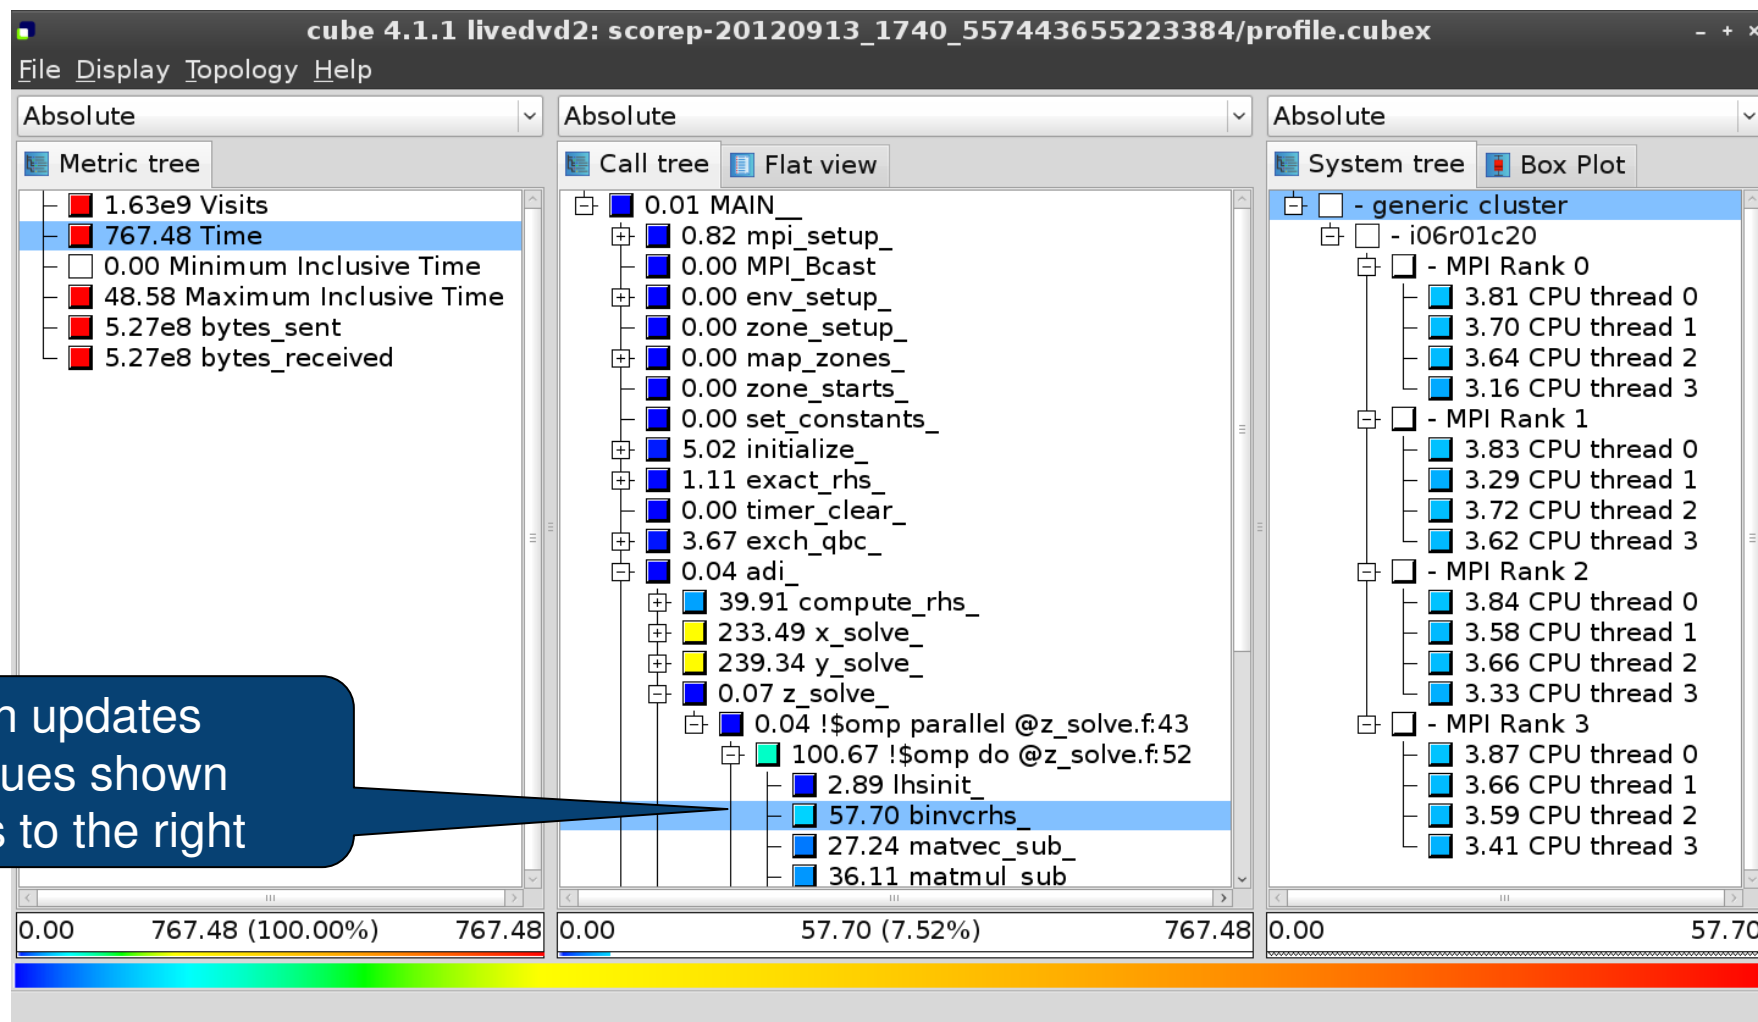 cube 4.1.1 livedvd2: scorep-20120913_1740_557443655223384/profile.cubex
File Display Topology Help
Absolute
Metric tree
1.63e9 Visits
767.48 Time
0.00 Minimum Inclusive Time
48.58 Maximum Inclusive Time
5.27e8 bytes_sent
5.27e8 bytes_received
n updates
ues shown
s to the right
0.00 767.48 (100.00%) 767.48
Absolute
Call tree Flat view
0.01 MAIN__
0.82 mpi_setup_
0.00 MPI_Bcast
0.00 env_setup_
0.00 zone_setup_
0.00 map_zones_
0.00 zone_starts_
0.00 set_constants_
5.02 initialize_
1.11 exact_rhs_
0.00 timer_clear_
3.67 exch_qbc_
0.04 adi_
39.91 compute_rhs_
233.49 x_solve_
239.34 y_solve_
0.07 z_solve_
0.04 !$omp parallel @z_solve.f:43
100.67 !$omp do @z_solve.f:52
2.89 lhsinit_
57.70 binvcrhs_
27.24 matvec_sub_
36.11 matmul_sub
0.00 57.70 (7.52%) 767.48
Absolute
System tree Box Plot
- generic cluster
- i06r01c20
- MPI Rank 0
3.81 CPU thread 0
3.70 CPU thread 1
3.64 CPU thread 2
3.16 CPU thread 3
- MPI Rank 1
3.83 CPU thread 0
3.29 CPU thread 1
3.72 CPU thread 2
3.62 CPU thread 3
- MPI Rank 2
3.84 CPU thread 0
3.58 CPU thread 1
3.66 CPU thread 2
3.33 CPU thread 3
- MPI Rank 3
3.87 CPU thread 0
3.66 CPU thread 1
3.59 CPU thread 2
3.41 CPU thread 3
0.00 57.70